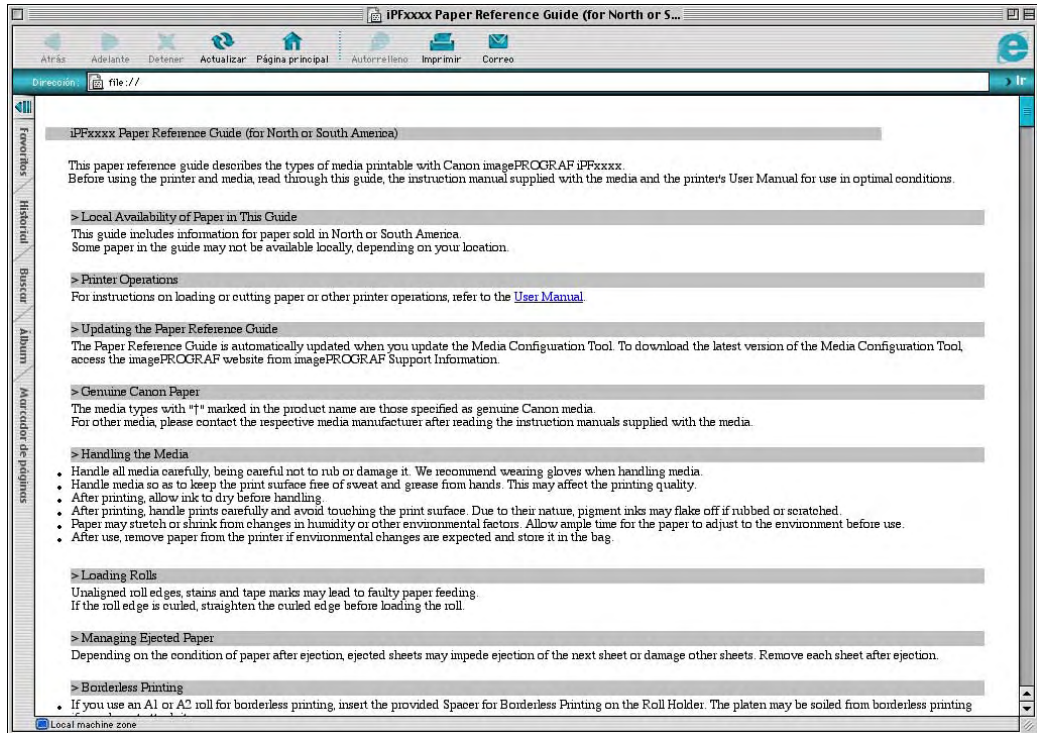 iPFxxxx Paper Reference Guide (for North or S...
Atrás Adelante Detener Actualizar Página principal Autorrelleno Imprimir Correo
Dirección: file:// Ir
Favoritos
Historial
Buscar
Álbum
Marcador de páginas
iPFxxxx Paper Reference Guide (for North or South America)
This paper reference guide describes the types of media printable with Canon imagePROGRAF iPFxxxx.
Before using the printer and media, read through this guide, the instruction manual supplied with the media and the printer's User Manual for use in optimal conditions.
> Local Availability of Paper in This Guide
This guide includes information for paper sold in North or South America.
Some paper in the guide may not be available locally, depending on your location.
> Printer Operations
For instructions on loading or cutting paper or other printer operations, refer to the User Manual.
> Updating the Paper Reference Guide
The Paper Reference Guide is automatically updated when you update the Media Configuration Tool. To download the latest version of the Media Configuration Tool,
access the imagePROGRAF website from imagePROGRAF Support Information.
> Genuine Canon Paper
The media types with "†" marked in the product name are those specified as genuine Canon media.
For other media, please contact the respective media manufacturer after reading the instruction manuals supplied with the media.
> Handling the Media
• Handle all media carefully, being careful not to rub or damage it. We recommend wearing gloves when handling media.
• Handle media so as to keep the print surface free of sweat and grease from hands. This may affect the printing quality.
• After printing, allow ink to dry before handling.
• After printing, handle prints carefully and avoid touching the print surface. Due to their nature, pigment inks may flake off if rubbed or scratched.
• Paper may stretch or shrink from changes in humidity or other environmental factors. Allow ample time for the paper to adjust to the environment before use.
• After use, remove paper from the printer if environmental changes are expected and store it in the bag.
> Loading Rolls
Unaligned roll edges, stains and tape marks may lead to faulty paper feeding.
If the roll edge is curled, straighten the curled edge before loading the roll.
> Managing Ejected Paper
Depending on the condition of paper after ejection, ejected sheets may impede ejection of the next sheet or damage other sheets. Remove each sheet after ejection.
> Borderless Printing
• If you use an A1 or A2 roll for borderless printing, insert the provided Spacer for Borderless Printing on the Roll Holder. The platen may be soiled from borderless printing
Local machine zone